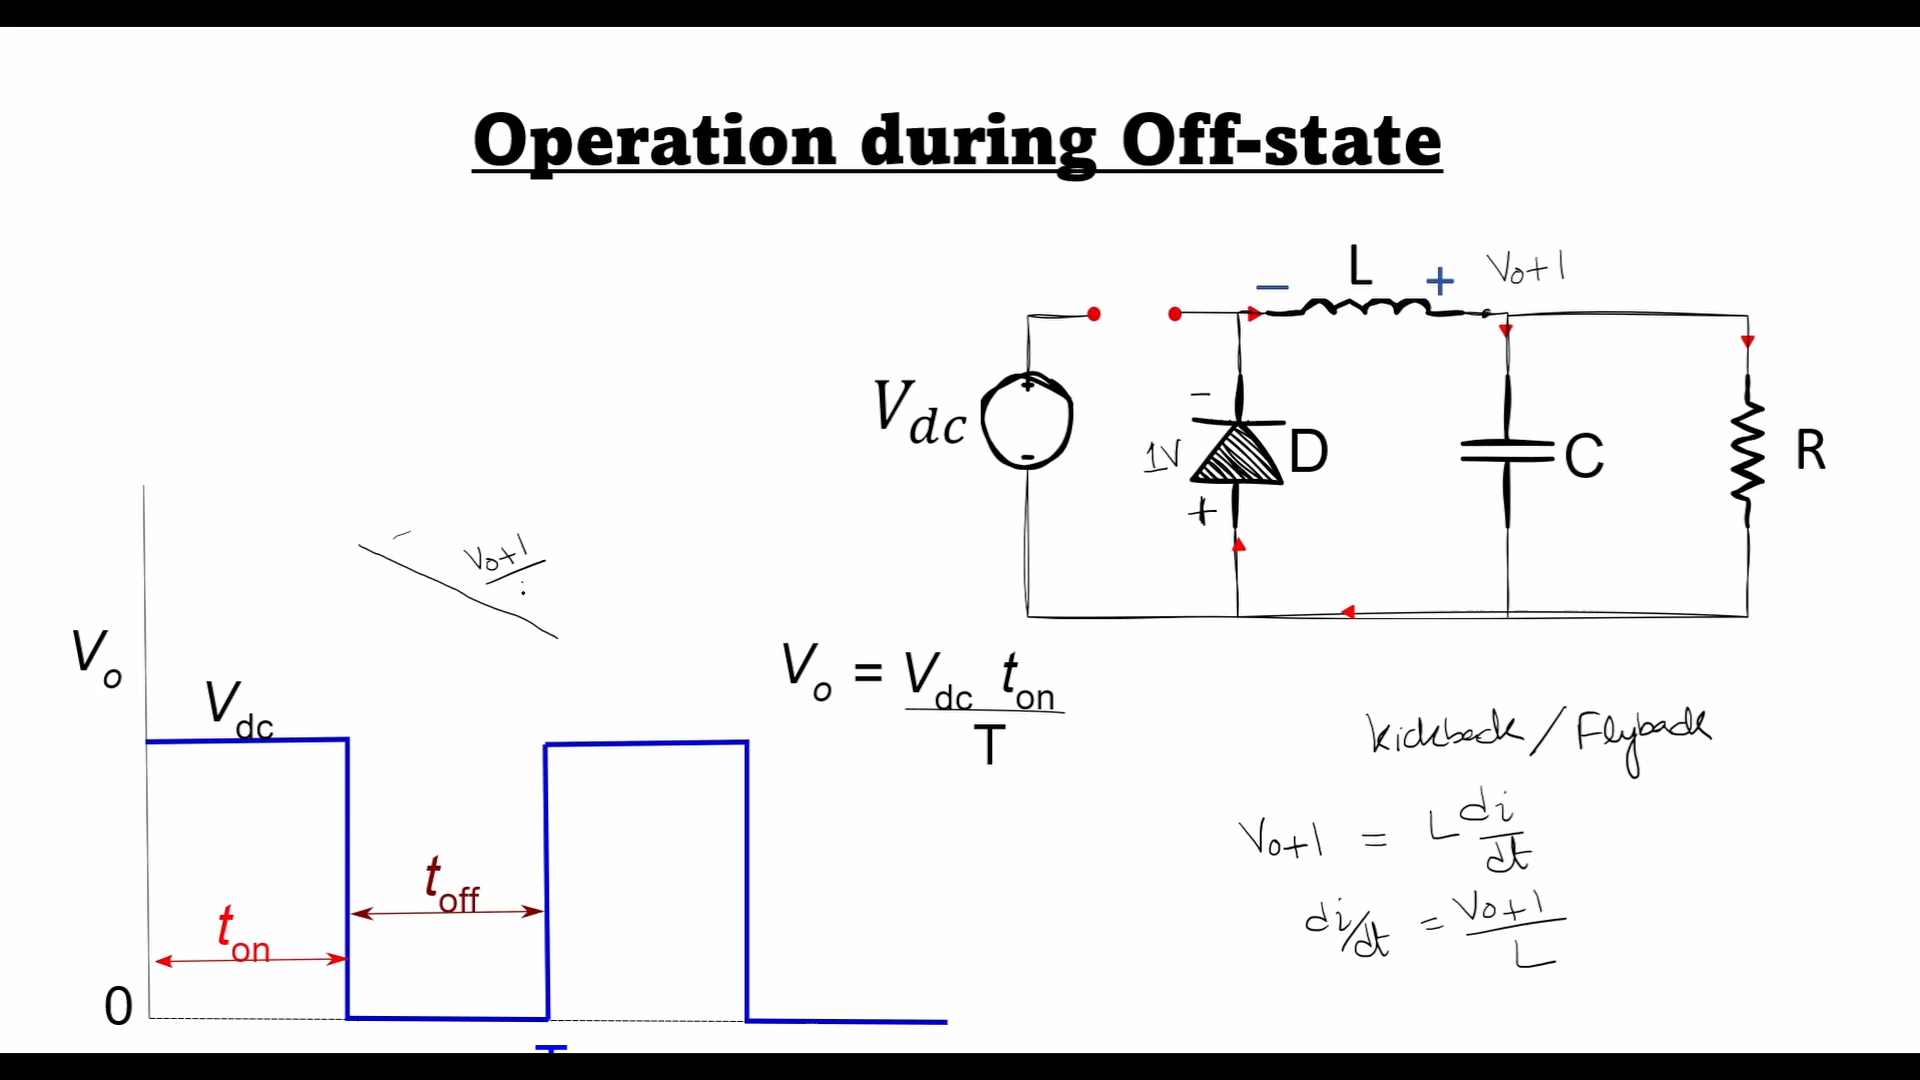 Operation during Off-state
L
− + Vo+1
Vdc
+
-
-
1V
+
D
C
R
Vo+1
Vo
Vdc
Vo = Vdc ton
T
Kickback / Flyback
Vo+1 = L di
dt
di/dt = Vo+1
L
toff
ton
0
T